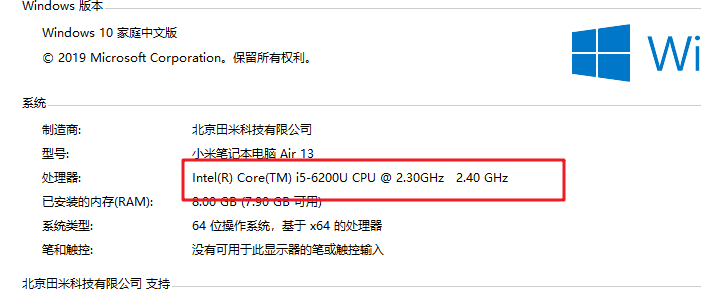 Windows 版本
Windows 10 家庭中文版
© 2019 Microsoft Corporation。保留所有权利。
Wi
系统
制造商: 北京田米科技有限公司
型号: 小米笔记本电脑 Air 13
处理器: Intel(R) Core(TM) i5-6200U CPU @ 2.30GHz 2.40 GHz
已安装的内存(RAM): 8.00 GB (7.90 GB 可用)
系统类型: 64 位操作系统，基于 x64 的处理器
笔和触控: 没有可用于此显示器的笔或触控输入
北京田米科技有限公司 支持